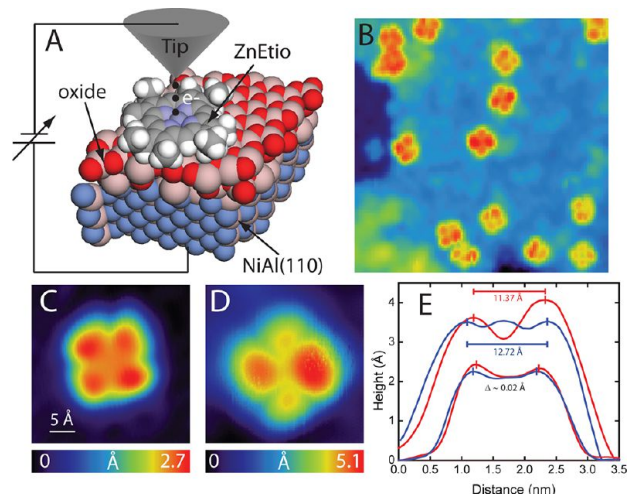 A
Tip
ZnEtio
oxide
e-
NiAl(110)
B
C
5 Å
0 Å 2.7
D
0 Å 5.1
E
11.37 Å
12.72 Å
Δ ~ 0.02 Å
Height (Å)
4
3
2
1
0
0.0 0.5 1.0 1.5 2.0 2.5 3.0 3.5
Distance (nm)